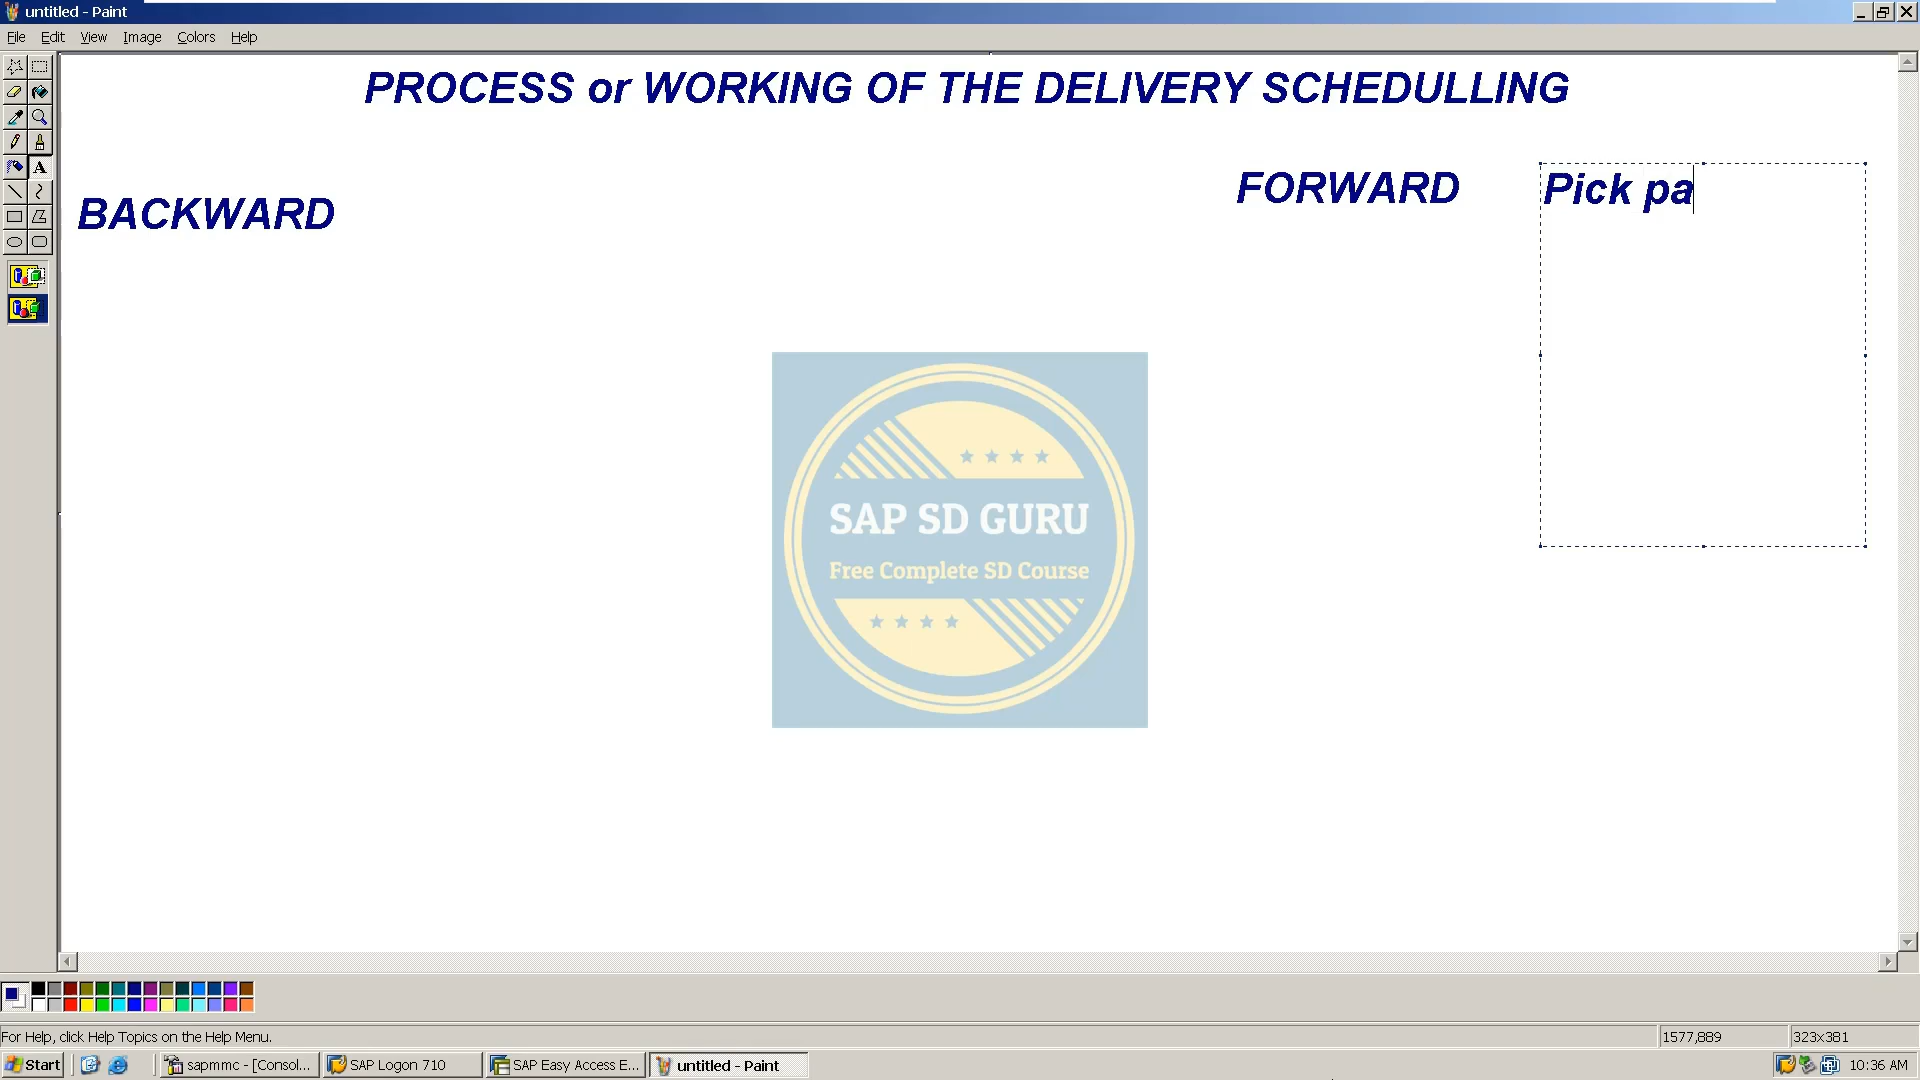 untitled - Paint
File Edit View Image Colors Help
PROCESS or WORKING OF THE DELIVERY SCHEDULLING
FORWARD
Pick pa
BACKWARD
SAP SD GURU
Free Complete SD Course
For Help, click Help Topics on the Help Menu.
1577,889
323x381
Start
sapmmc - [Consol...
SAP Logon 710
SAP Easy Access E...
untitled - Paint
10:36 AM